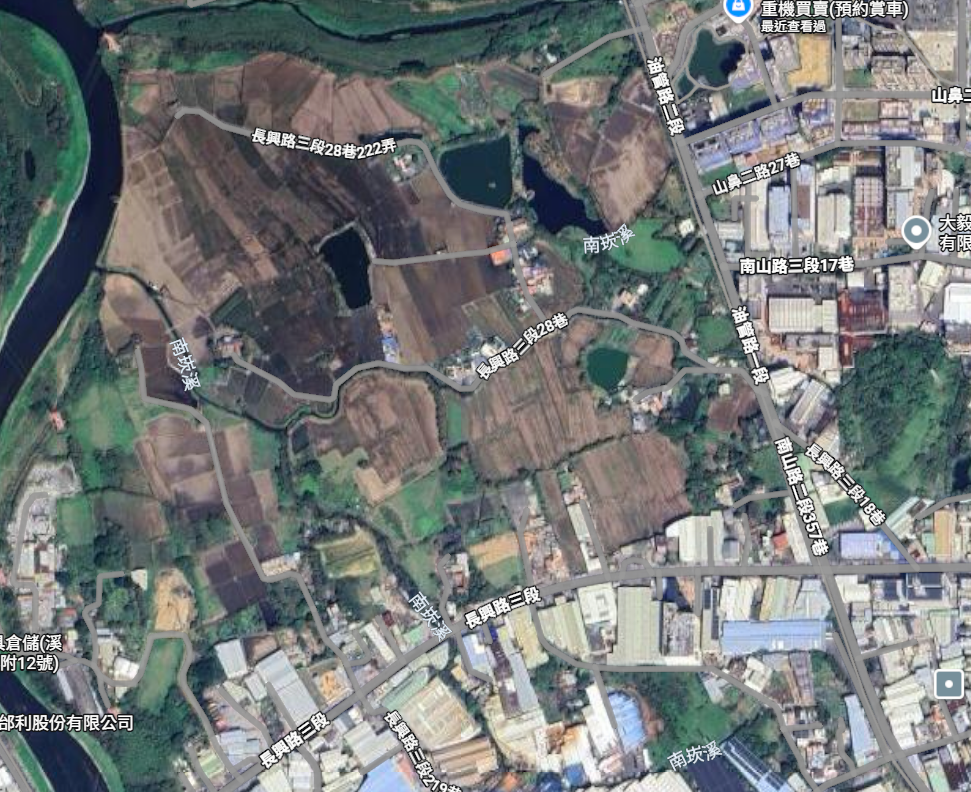 重機買賣(預約賞車)
最近查看過
油管路二段
山鼻二
長興路三段28巷222弄
山鼻二路27巷
大毅
有限
南崁溪
南山路三段17巷
油管路一段
長興路三段28巷
南崁溪
南山路二段357巷
長興路三段18巷
長興路三段
南崁溪
倉儲(溪
附12號)
邰利股份有限公司
長興路三段
長興路三段219巷
南崁溪